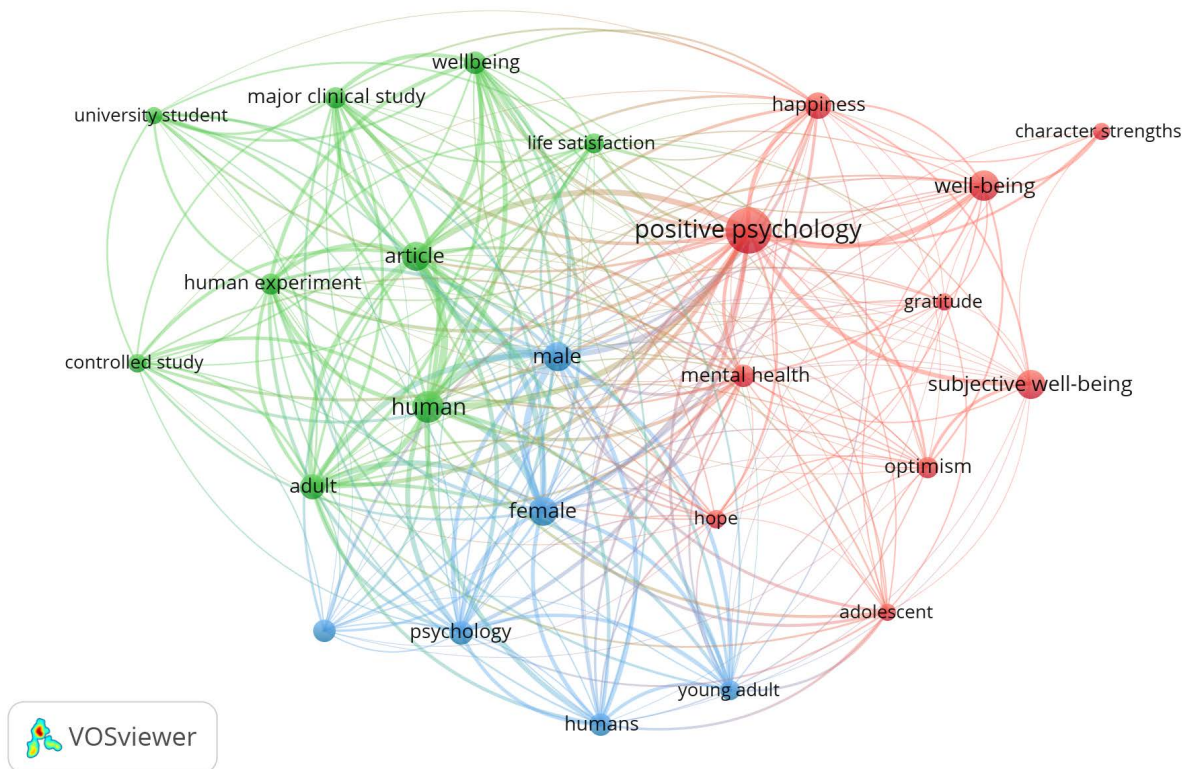 wellbeing
major clinical study
happiness
university student
character strengths
life satisfaction
well-being
positive psychology
article
human experiment
gratitude
male
controlled study
mental health
subjective well-being
human
optimism
adult
female
hope
adolescent
psychology
young adult
humans
VOSviewer